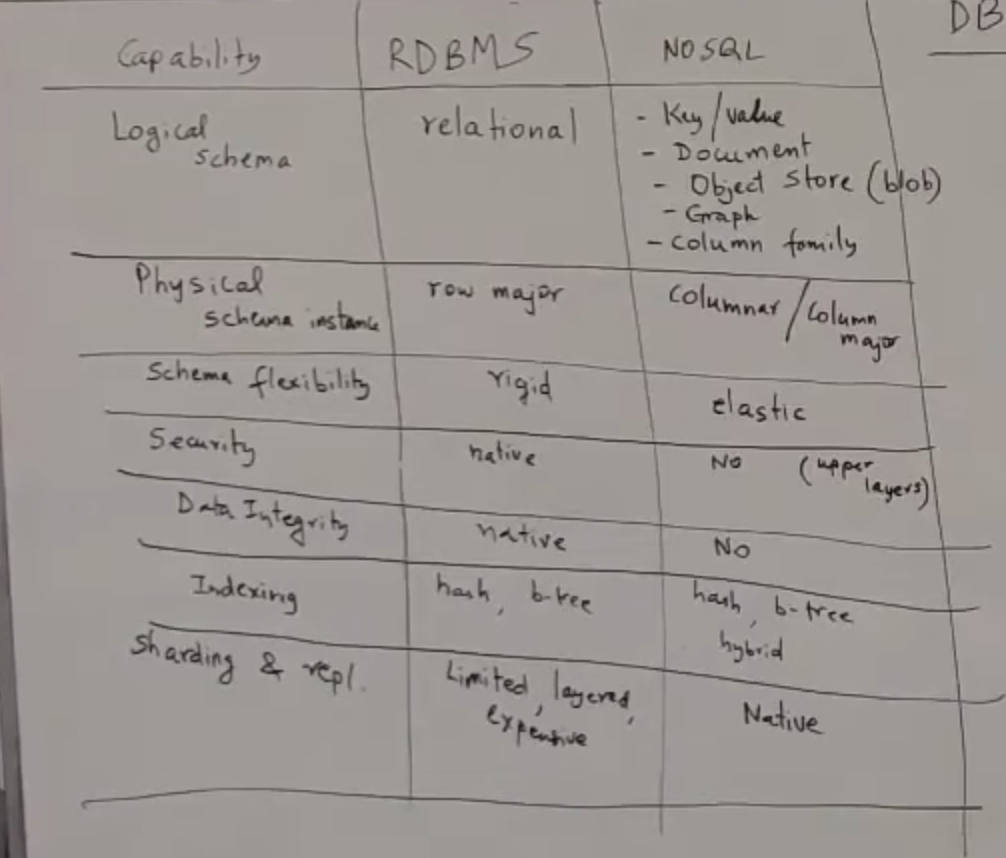 DB
Capability RDBMS NOSQL
Logical schema relational - Key/value
- Document
- Object Store (blob)
- Graph
- Column family
Physical schema instance row major Columnar / Column major
Schema flexibility rigid elastic
Security native NO (upper layers)
Data Integrity native NO
Indexing hash, b-tree hash, b-tree
hybrid
Sharding & repl. Limited, layered, Native
expensive